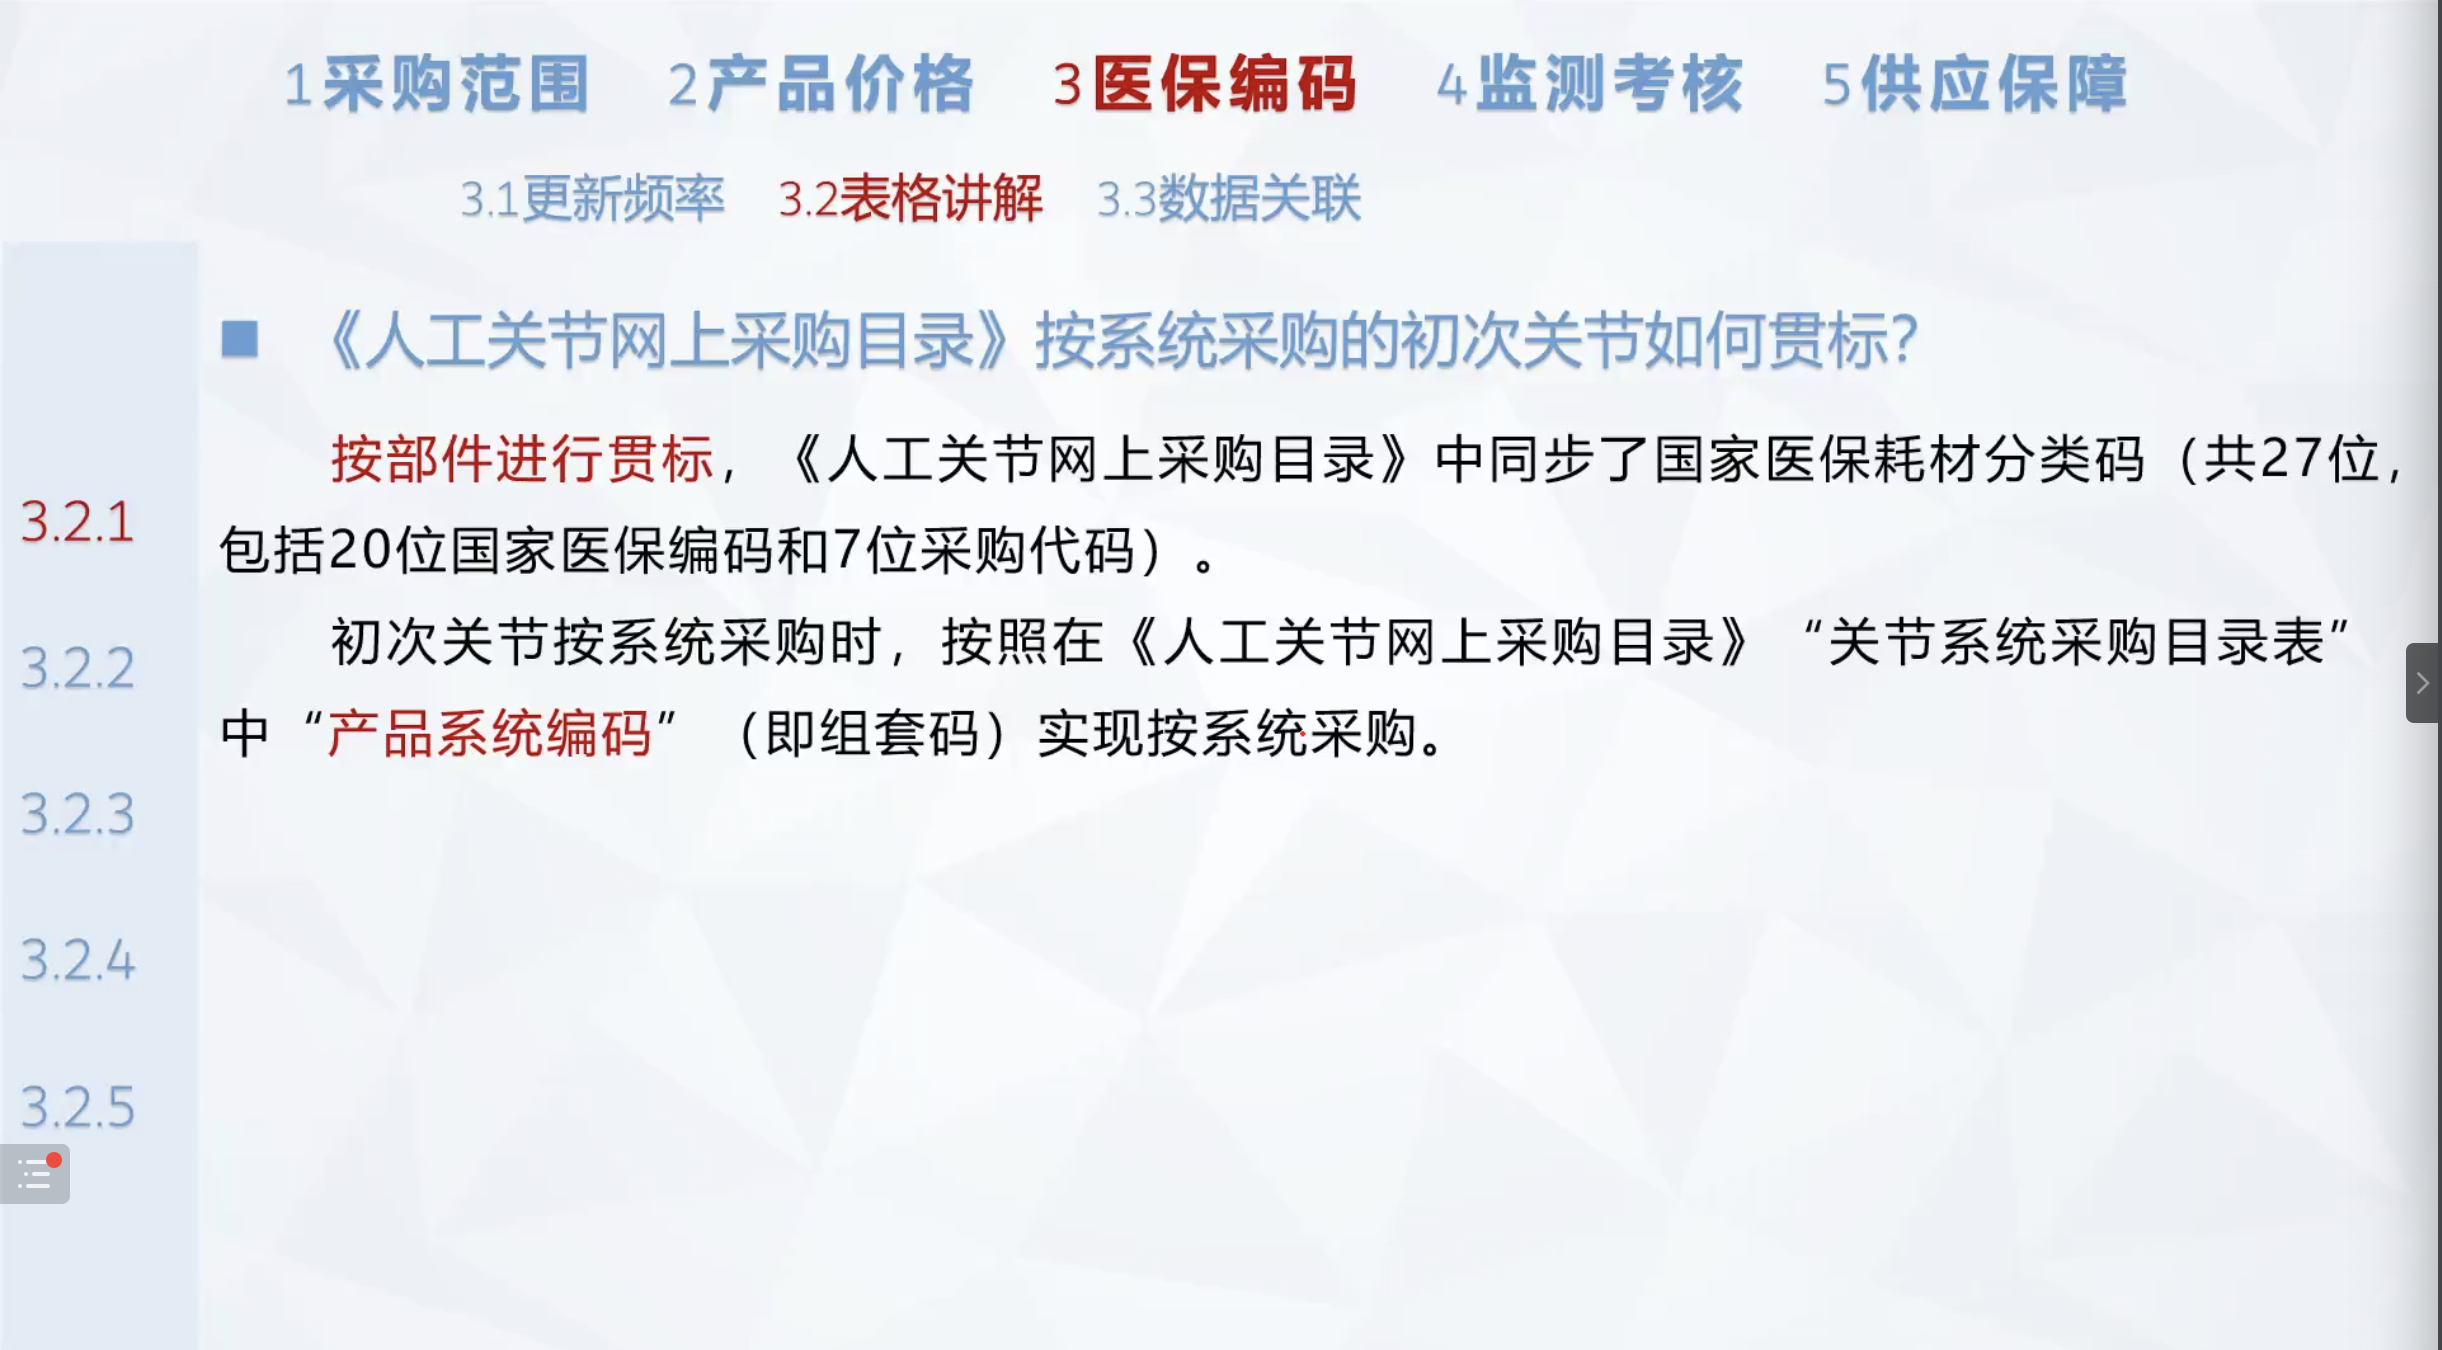 1采购范围 2产品价格 3医保编码 4监测考核 5供应保障
3.1更新频率 3.2表格讲解 3.3数据关联
《人工关节网上采购目录》按系统采购的初次关节如何贯标？
按部件进行贯标，《人工关节网上采购目录》中同步了国家医保耗材分类码（共27位，
包括20位国家医保编码和7位采购代码）。
初次关节按系统采购时，按照在《人工关节网上采购目录》“关节系统采购目录表”
中“产品系统编码”（即组套码）实现按系统采购。
3.2.1
3.2.2
3.2.3
3.2.4
3.2.5